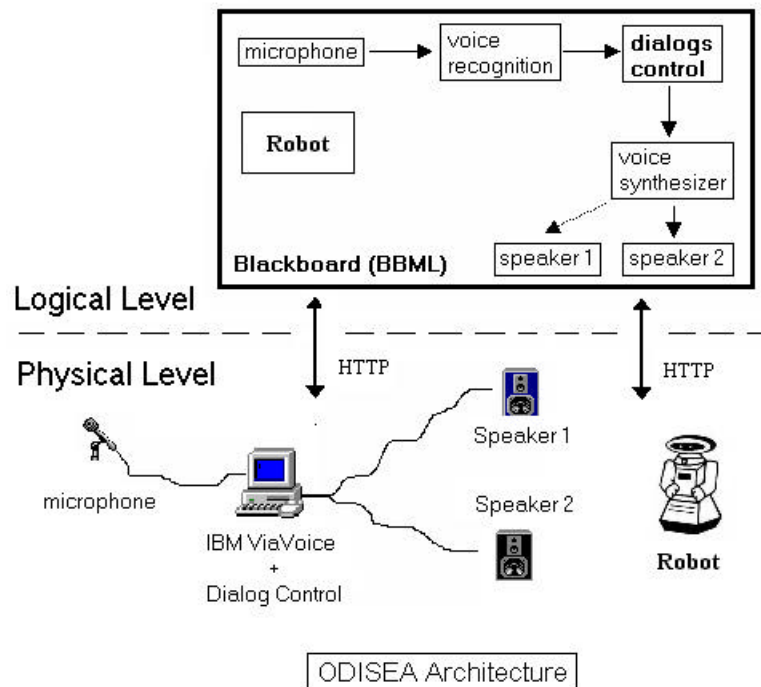 microphone
voice
recognition
dialogs
control
Robot
voice
synthesizer
speaker 1
speaker 2
Blackboard (BBML)
Logical Level
HTTP
HTTP
Physical Level
microphone
Speaker 1
Speaker 2
IBM ViaVoice
+
Dialog Control
Robot
ODISEA Architecture